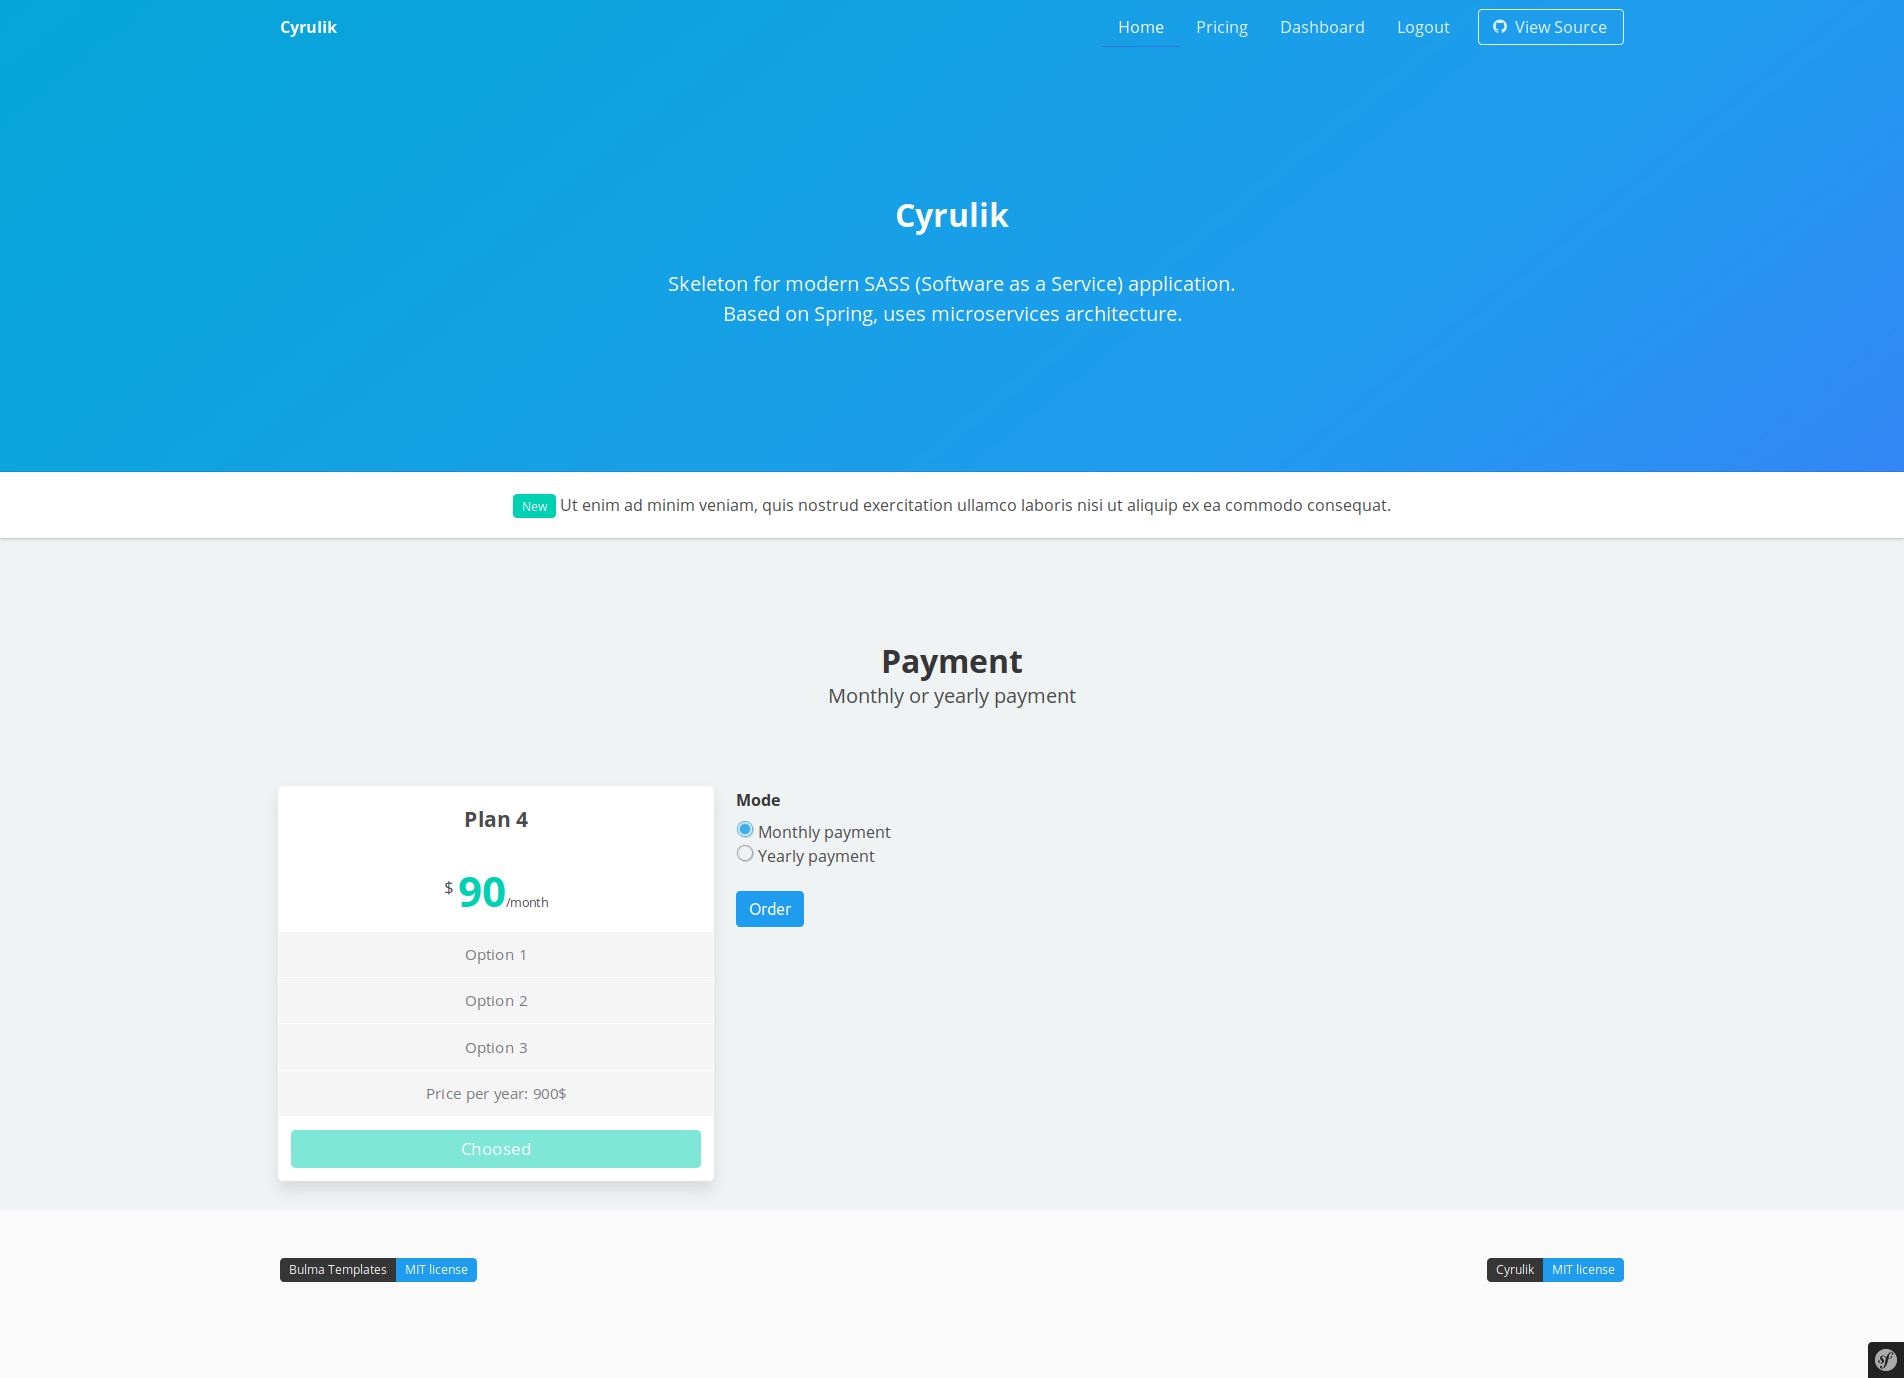 Cyrulik
Home Pricing Dashboard Logout View Source
Cyrulik
Skeleton for modern SASS (Software as a Service) application.
Based on Spring, uses microservices architecture.
New Ut enim ad minim veniam, quis nostrud exercitation ullamco laboris nisi ut aliquip ex ea commodo consequat.
Payment
Monthly or yearly payment
Plan 4
$ 90/month
Option 1
Option 2
Option 3
Price per year: 900$
Choosed
Mode
Monthly payment
Yearly payment
Order
Bulma Templates MIT license
Cyrulik MIT license
sf